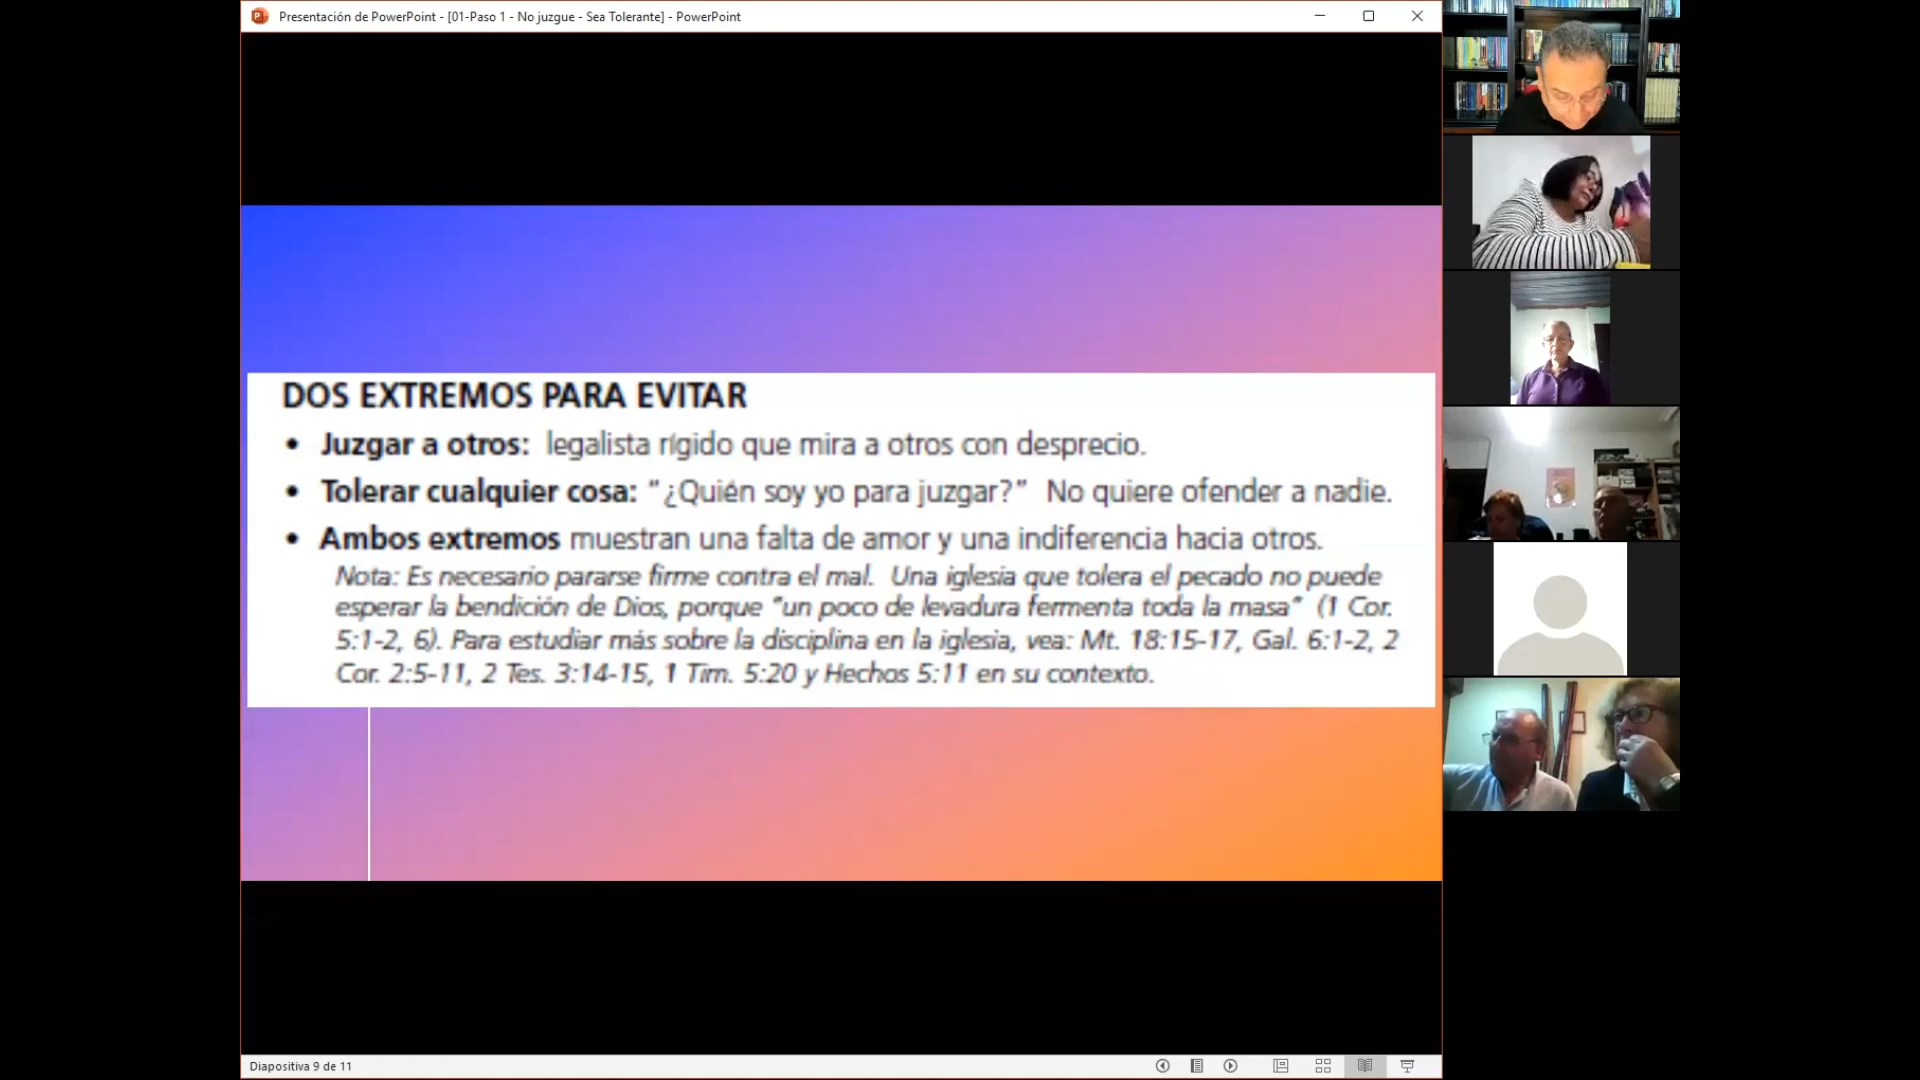 Presentación de PowerPoint - [01-Paso 1 - No juzgue - Sea Tolerante] - PowerPoint
DOS EXTREMOS PARA EVITAR
• Juzgar a otros: legalista rígido que mira a otros con desprecio.
• Tolerar cualquier cosa: "¿Quién soy yo para juzgar?" No quiere ofender a nadie.
• Ambos extremos muestran una falta de amor y una indiferencia hacia otros.
Nota: Es necesario pararse firme contra el mal. Una iglesia que tolera el pecado no puede
esperar la bendición de Dios, porque "un poco de levadura fermenta toda la masa" (1 Cor.
5:1-2, 6). Para estudiar más sobre la disciplina en la iglesia, vea: Mt. 18:15-17, Gal. 6:1-2, 2
Cor. 2:5-11, 2 Tes. 3:14-15, 1 Tim. 5:20 y Hechos 5:11 en su contexto.
Diapositiva 9 de 11